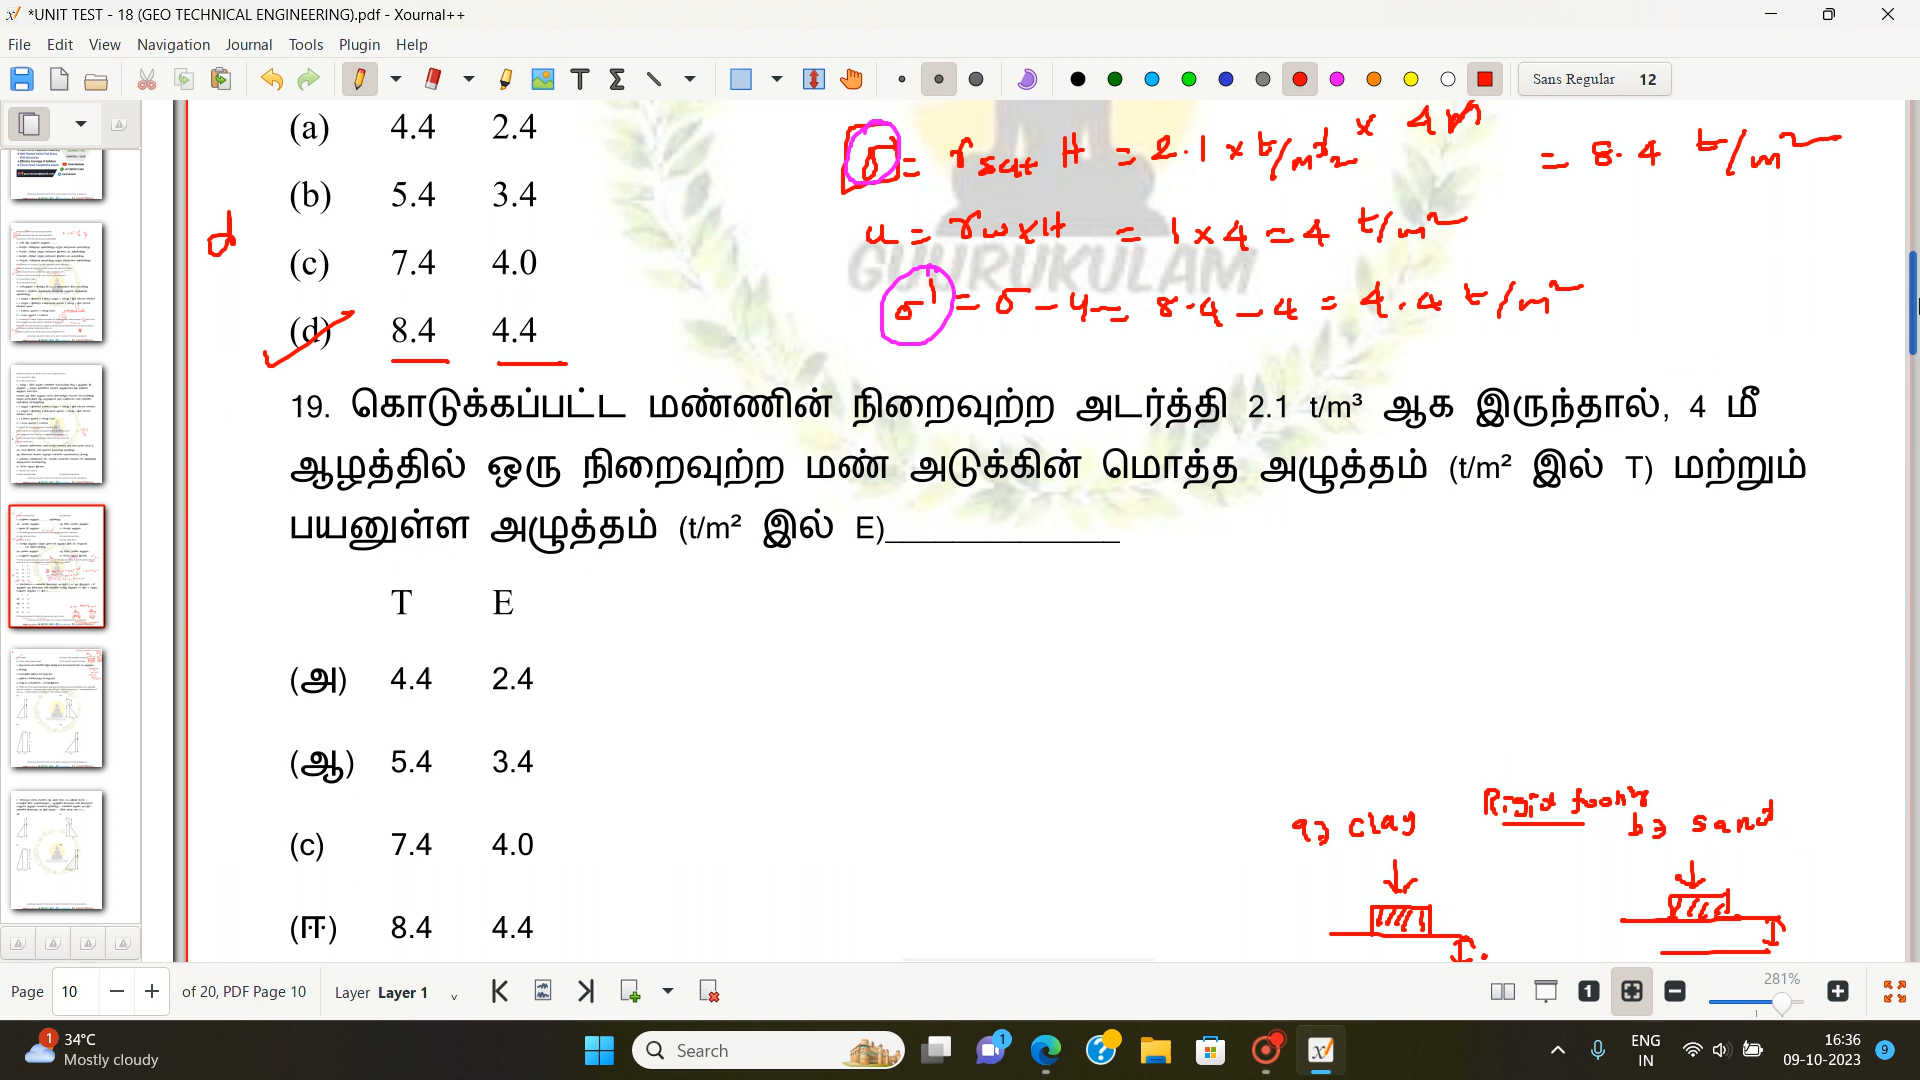 *UNIT TEST - 18 (GEO TECHNICAL ENGINEERING).pdf - Xournal++
File Edit View Navigation Journal Tools Plugin Help
Sans Regular 12
(a) 4.4 2.4
(b) 5.4 3.4
(c) 7.4 4.0
(d) 8.4 4.4
d
σ = γsat H = 2.1 × t/m³ × 4m = 8.4 t/m²
u = γw×H = 1×4 = 4 t/m²
σ' = σ - u = 8.4 - 4 = 4.4 t/m²
GURUKULAM
19. கொடுக்கப்பட்ட மண்ணின் நிறைவுற்ற அடர்த்தி 2.1 t/m³ ஆக இருந்தால், 4 மீ
ஆழத்தில் ஒரு நிறைவுற்ற மண் அடுக்கின் மொத்த அழுத்தம் (t/m² இல் T) மற்றும்
பயனுள்ள அழுத்தம் (t/m² இல் E)______________
T E
(அ) 4.4 2.4
(ஆ) 5.4 3.4
(c) 7.4 4.0
(ஈ) 8.4 4.4
Rigid footing
a) clay b) sand
Page 10 of 20, PDF Page 10 Layer Layer 1 281%
34°C
Mostly cloudy
Search
ENG
IN
16:36
09-10-2023